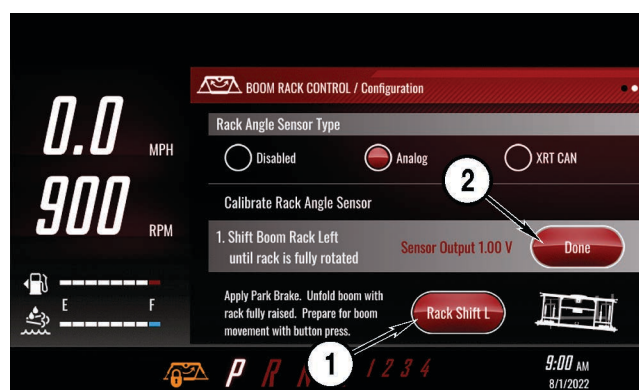 BOOM RACK CONTROL / Configuration
Rack Angle Sensor Type
0.0 MPH
Disabled Analog XRT CAN
2
Calibrate Rack Angle Sensor
900 RPM
1. Shift Boom Rack Left
until rack is fully rotated
Sensor Output 1.00 V
Done
E F
Apply Park Brake. Unfold boom with
rack fully raised. Prepare for boom
movement with button press.
Rack Shift L
1
P R N 1 2 3 4
9:00 AM
8/1/2022